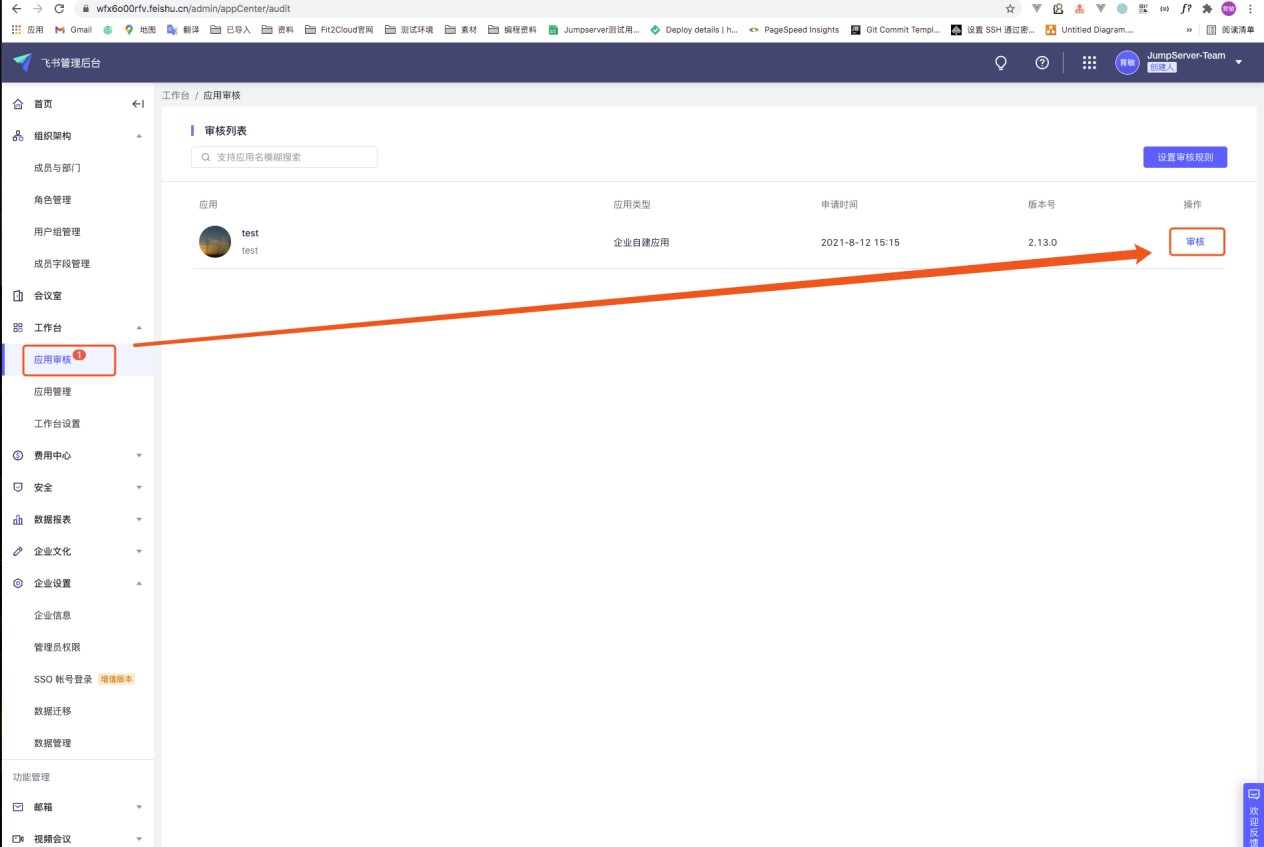 wfx6o00rfv.feishu.cn/admin/appCenter/audit
应用 Gmail 地图 翻译 已导入 资料 Fit2Cloud官网 测试环境 素材 编程资料 Jumpserver测试用... Deploy details | h... PageSpeed Insights Git Commit Templ... 设置 SSH 通过密... Untitled Diagram.... » 阅读清单
飞书管理后台
育敏
JumpServer-Team
创建人
首页
组织架构
成员与部门
角色管理
用户组管理
成员字段管理
会议室
工作台
应用审核 1
应用管理
工作台设置
费用中心
安全
数据报表
企业文化
企业设置
企业信息
管理员权限
SSO 帐号登录 增值版本
数据迁移
数据管理
功能管理
邮箱
视频会议
工作台 / 应用审核
审核列表
支持应用名模糊搜索
设置审核规则
应用 应用类型 申请时间 版本号 操作
test
test
企业自建应用 2021-8-12 15:15 2.13.0 审核
欢迎反馈